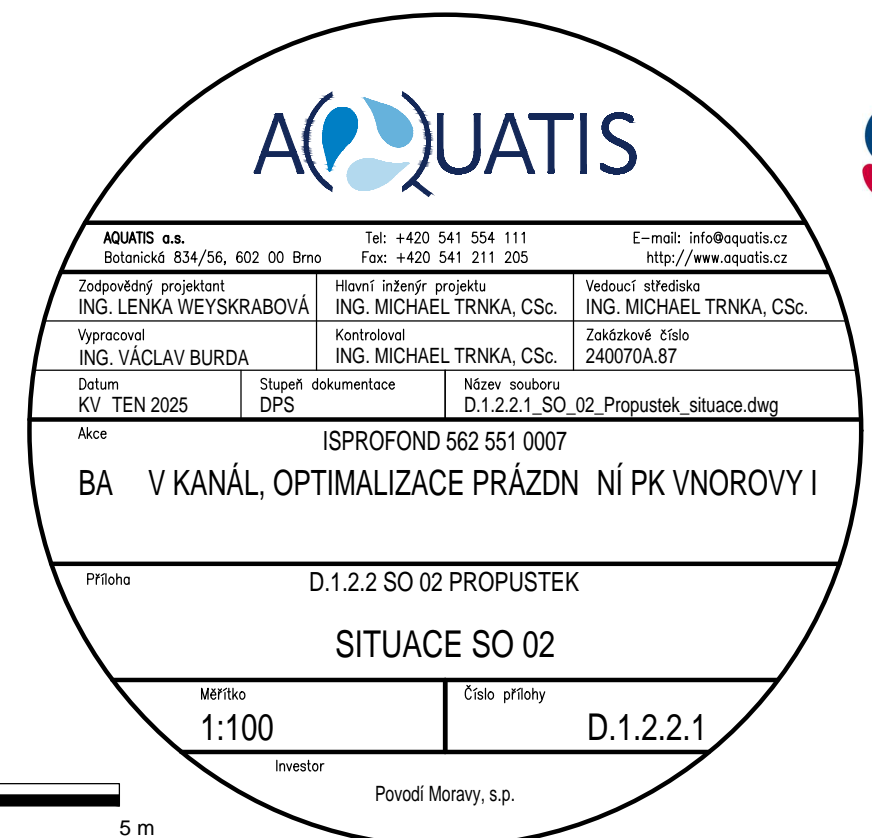 AQUATIS
AQUATIS a.s. Tel: +420 541 554 111 E-mail: info@aquatis.cz
Botanická 834/56, 602 00 Brno Fax: +420 541 211 205 http://www.aquatis.cz
Zodpovědný projektant Hlavní inženýr projektu Vedoucí střediska
ING. LENKA WEYSKRABOVÁ ING. MICHAEL TRNKA, CSc. ING. MICHAEL TRNKA, CSc.
Vypracoval Kontroloval Zakázkové číslo
ING. VÁCLAV BURDA ING. MICHAEL TRNKA, CSc. 240070A.87
Datum Stupeň dokumentace Název souboru
KV TEN 2025 DPS D.1.2.2.1_SO_02_Propustek_situace.dwg
Akce ISPROFOND 562 551 0007
BA V KANÁL, OPTIMALIZACE PRÁZDN NÍ PK VNOROVY I
Příloha D.1.2.2 SO 02 PROPUSTEK
SITUACE SO 02
Měřítko Číslo přílohy
1:100 D.1.2.2.1
Investor
Povodí Moravy, s.p.
5 m